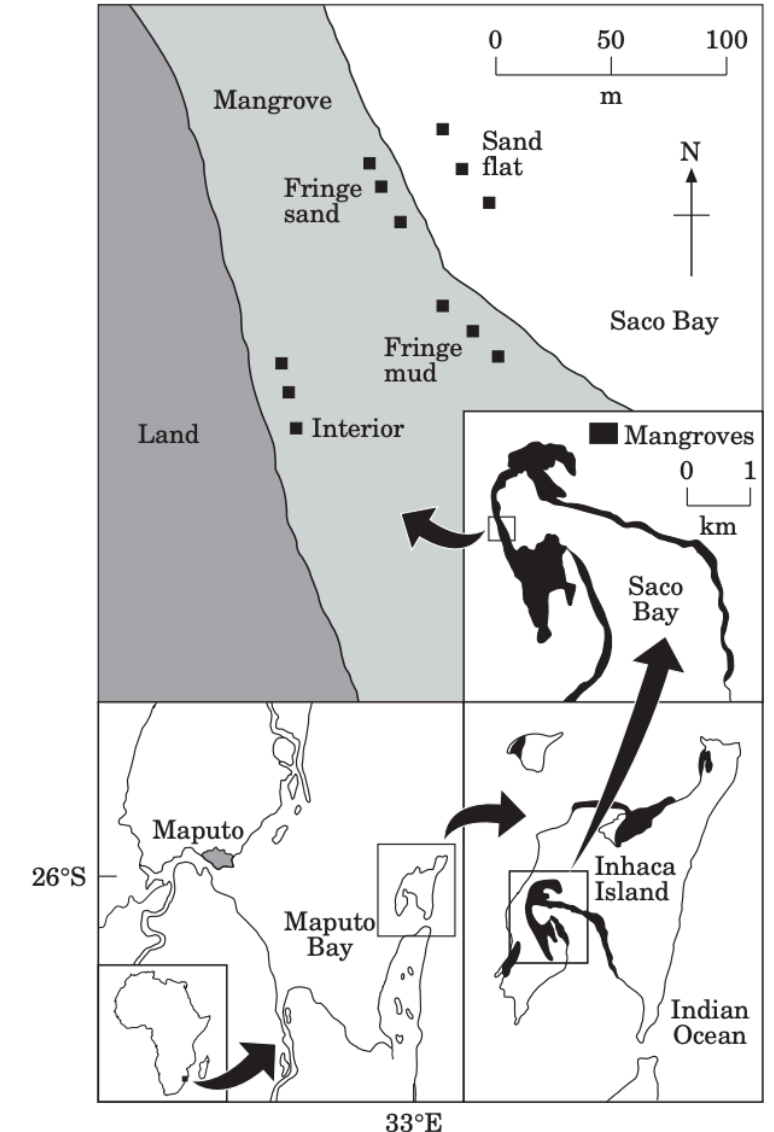 0 50 100
m
Mangrove
Sand
flat
N
Fringe
sand
Saco Bay
Fringe
mud
Land
Interior
Mangroves
0 1
km
Saco
Bay
Maputo
26°S
Maputo
Bay
Inhaca
Island
Indian
Ocean
33°E